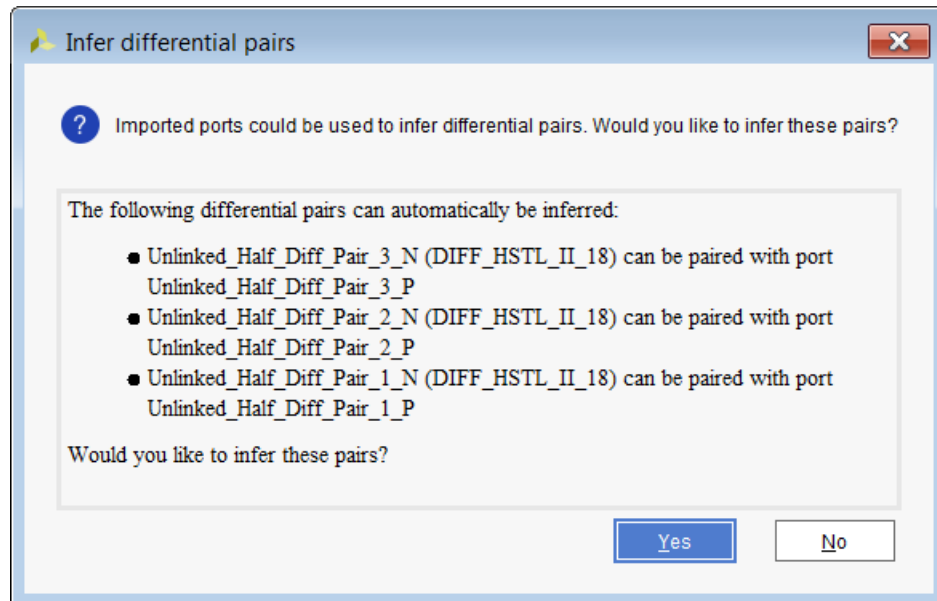 Infer differential pairs
Imported ports could be used to infer differential pairs. Would you like to infer these pairs?
The following differential pairs can automatically be inferred:
Unlinked_Half_Diff_Pair_3_N (DIFF_HSTL_II_18) can be paired with port
Unlinked_Half_Diff_Pair_3_P
Unlinked_Half_Diff_Pair_2_N (DIFF_HSTL_II_18) can be paired with port
Unlinked_Half_Diff_Pair_2_P
Unlinked_Half_Diff_Pair_1_N (DIFF_HSTL_II_18) can be paired with port
Unlinked_Half_Diff_Pair_1_P
Would you like to infer these pairs?
Yes
No